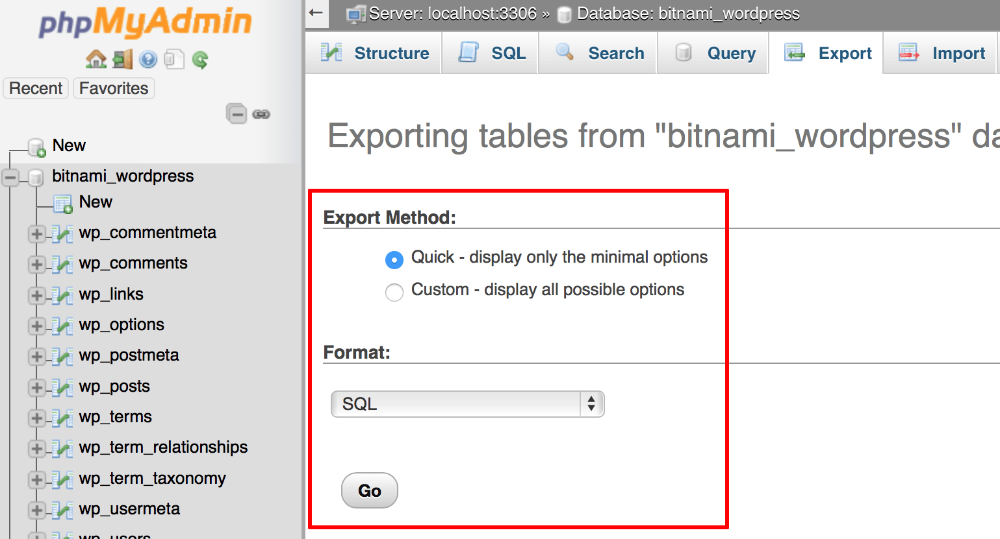 phpMyAdmin
Recent Favorites
New
bitnami_wordpress
New
wp_commentmeta
wp_comments
wp_links
wp_options
wp_postmeta
wp_posts
wp_terms
wp_term_relationships
wp_term_taxonomy
wp_usermeta
wp_users
Server: localhost:3306 » Database: bitnami_wordpress
Structure SQL Search Query Export Import
Exporting tables from "bitnami_wordpress" da
Export Method:
Quick - display only the minimal options
Custom - display all possible options
Format:
SQL
Go